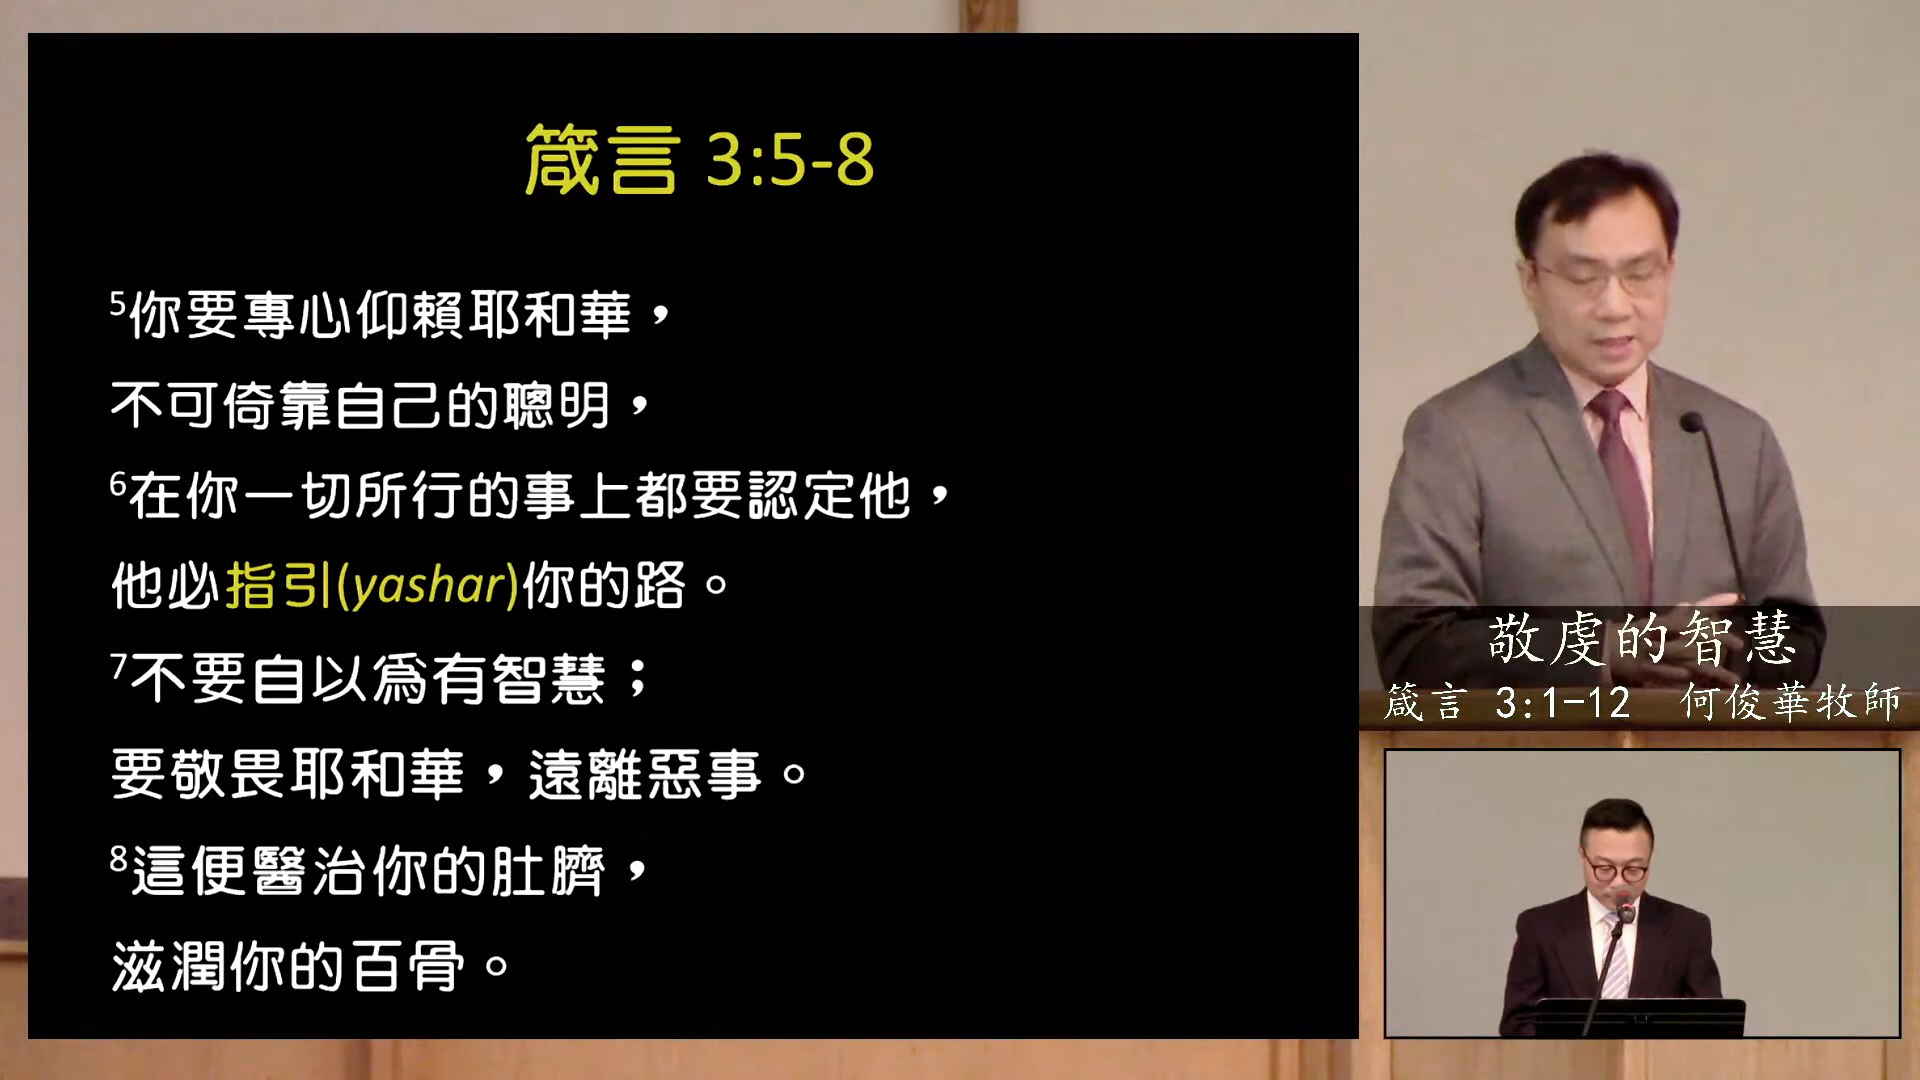 箴言 3:5-8
5你要專心仰賴耶和華，
不可倚靠自己的聰明，
6在你一切所行的事上都要認定他，
他必指引(yashar)你的路。
7不要自以為有智慧；
要敬畏耶和華，遠離惡事。
8這便醫治你的肚臍，
滋潤你的百骨。
敬虔的智慧
箴言 3:1-12 何俊華牧師